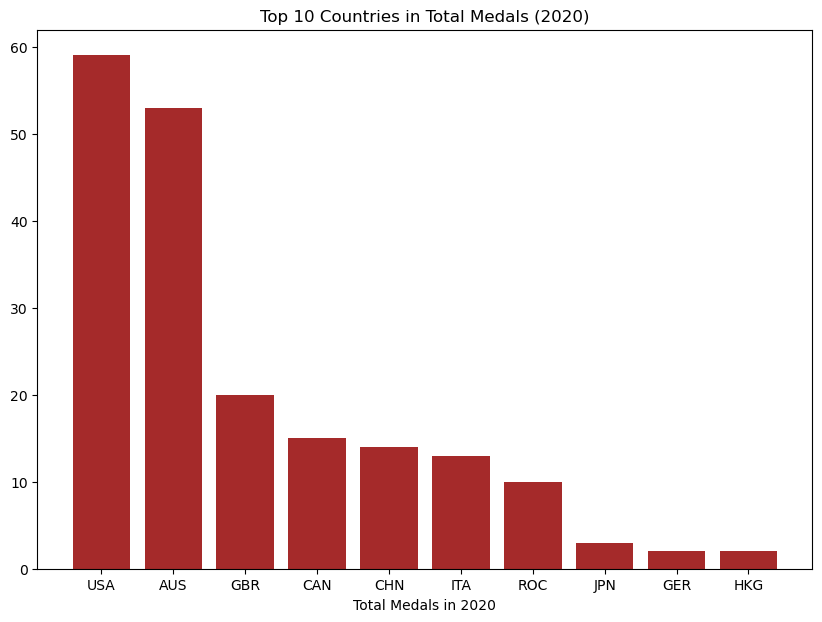 Top 10 Countries in Total Medals (2020)
60
50
40
30
20
10
0
USA AUS GBR CAN CHN ITA ROC JPN GER HKG
Total Medals in 2020